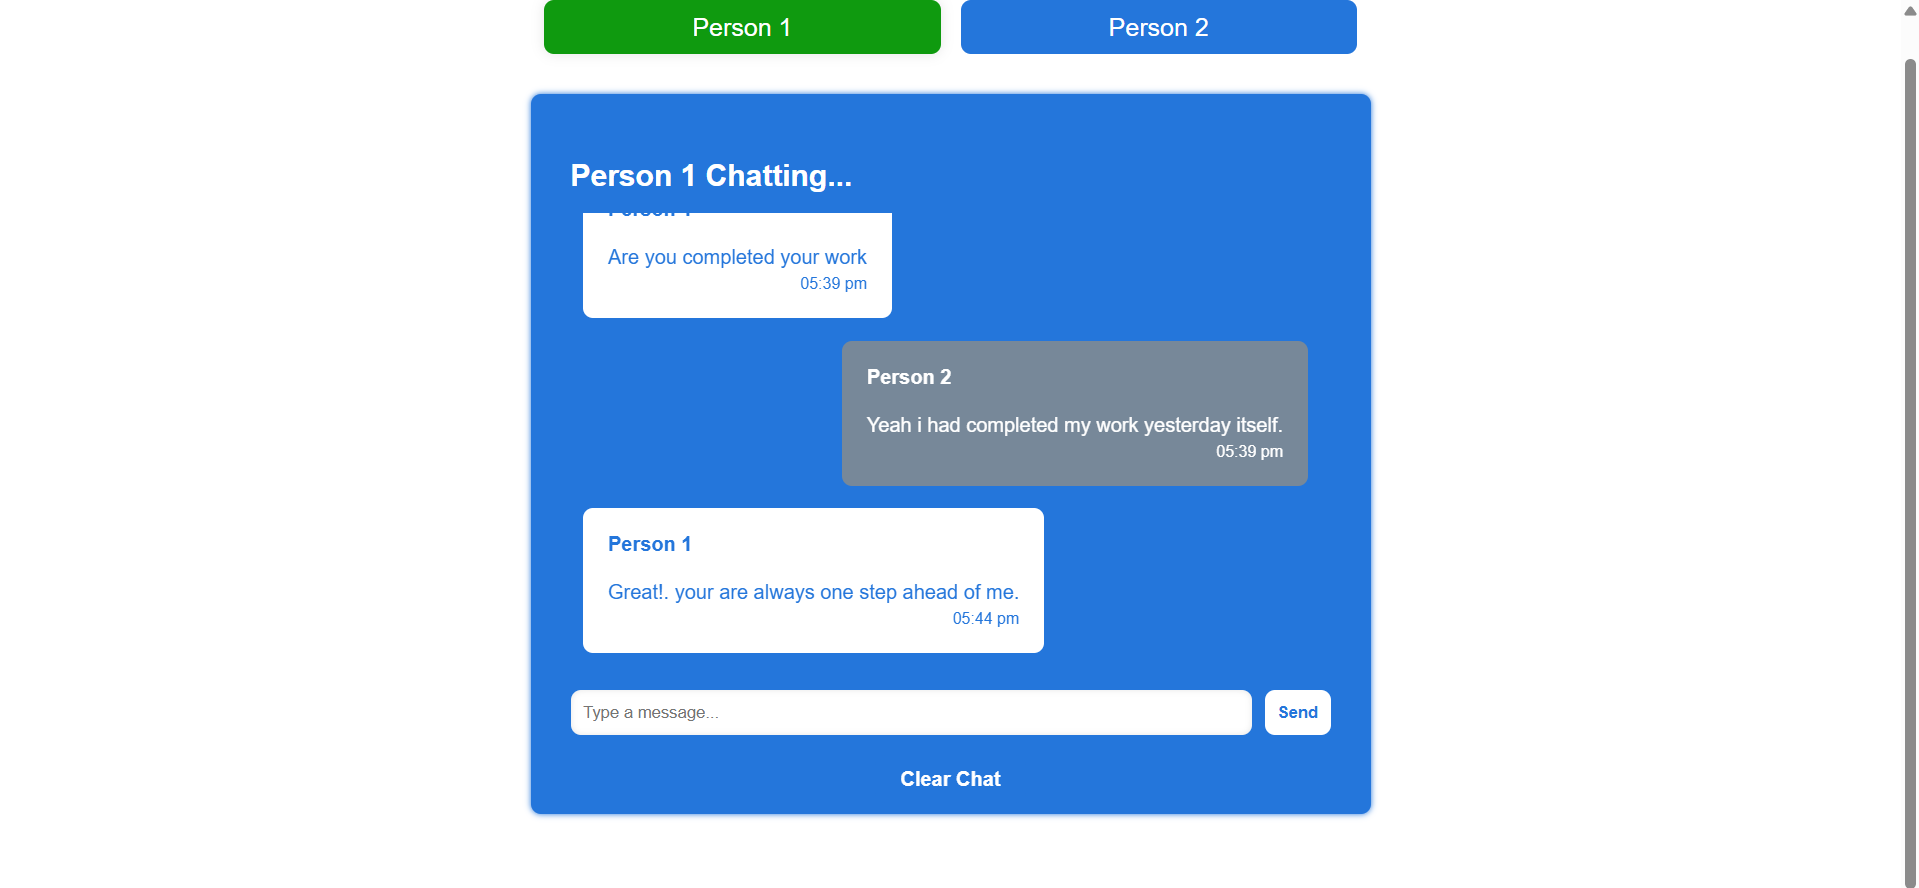 Person 1
Person 2
Person 1 Chatting...
Person 1
Are you completed your work
05:39 pm
Person 2
Yeah i had completed my work yesterday itself.
05:39 pm
Person 1
Great!. your are always one step ahead of me.
05:44 pm
Type a message...
Send
Clear Chat